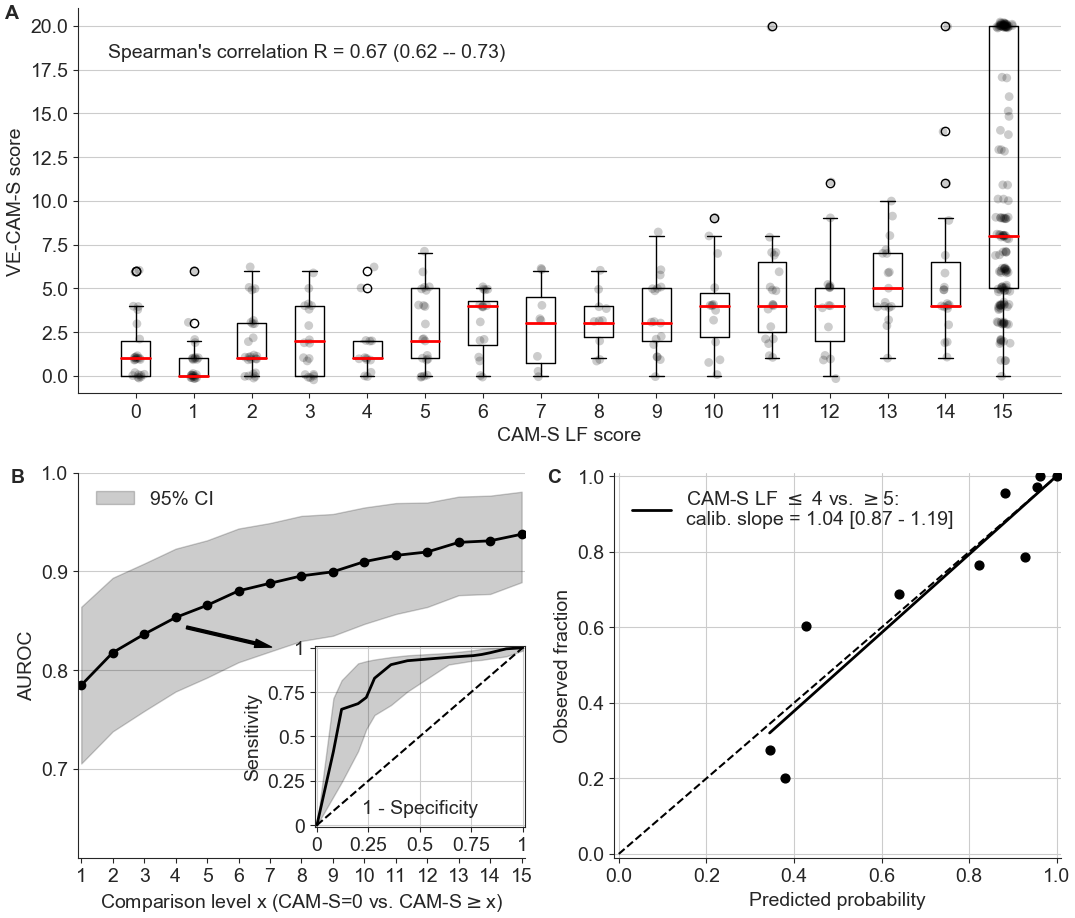 A
20.0
17.5
15.0
12.5
10.0
7.5
5.0
2.5
0.0
VE-CAM-S score
Spearman's correlation R = 0.67 (0.62 -- 0.73)
0 1 2 3 4 5 6 7 8 9 10 11 12 13 14 15
CAM-S LF score
B
1.0
0.9
0.8
0.7
AUROC
95% CI
1
0.75
0.5
0.25
0
Sensitivity
1 - Specificity
0 0.25 0.5 0.75 1
1 2 3 4 5 6 7 8 9 10 11 12 13 14 15
Comparison level x (CAM-S=0 vs. CAM-S ≥ x)
C
1.0
0.8
0.6
0.4
0.2
0.0
Observed fraction
CAM-S LF ≤ 4 vs. ≥ 5:
calib. slope = 1.04 [0.87 - 1.19]
0.0 0.2 0.4 0.6 0.8 1.0
Predicted probability